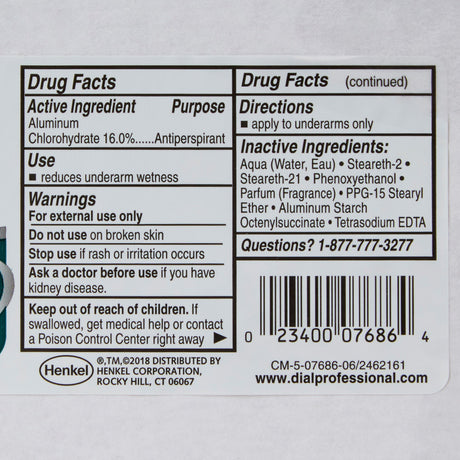 Drug Facts
Active Ingredient Purpose
Aluminum
Chlorohydrate 16.0%......Antiperspirant
Use
▪ reduces underarm wetness
Warnings
For external use only
Do not use on broken skin
Stop use if rash or irritation occurs
Ask a doctor before use if you have
kidney disease.
Keep out of reach of children. If
swallowed, get medical help or contact
a Poison Control Center right away ▶
Henkel
®,TM,©2018 DISTRIBUTED BY
HENKEL CORPORATION,
ROCKY HILL, CT 06067
Drug Facts (continued)
Directions
▪ apply to underarms only
Inactive Ingredients:
Aqua (Water, Eau) • Steareth-2 •
Steareth-21 • Phenoxyethanol •
Parfum (Fragrance) • PPG-15 Stearyl
Ether • Aluminum Starch
Octenylsuccinate • Tetrasodium EDTA
Questions? 1-877-777-3277
0 23400 07686 4
CM-5-07686-06/2462161
www.dialprofessional.com